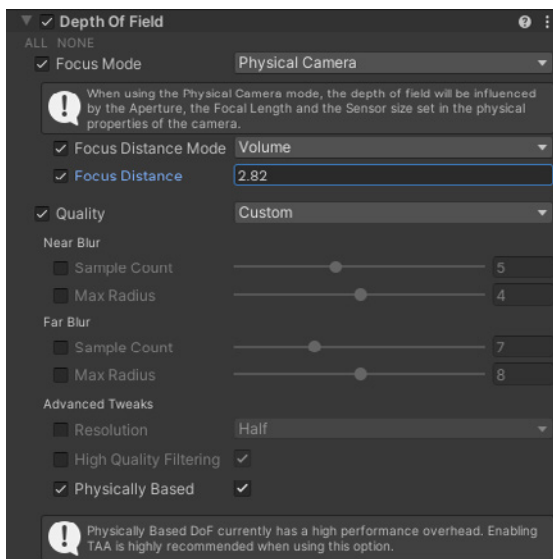 Depth Of Field
ALL NONE
Focus Mode Physical Camera
When using the Physical Camera mode, the depth of field will be influenced
by the Aperture, the Focal Length and the Sensor size set in the physical
properties of the camera.
Focus Distance Mode Volume
Focus Distance 2.82
Quality Custom
Near Blur
Sample Count 5
Max Radius 4
Far Blur
Sample Count 7
Max Radius 8
Advanced Tweaks
Resolution Half
High Quality Filtering
Physically Based
Physically Based DoF currently has a high performance overhead. Enabling
TAA is highly recommended when using this option.